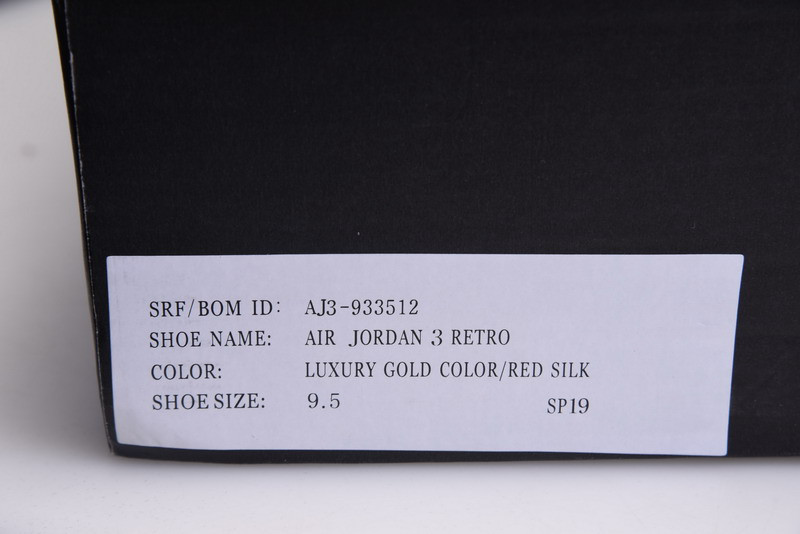 SRF/BOM ID: AJ3-933512
SHOE NAME: AIR JORDAN 3 RETRO
COLOR: LUXURY GOLD COLOR/RED SILK
SHOE SIZE: 9.5 SP19